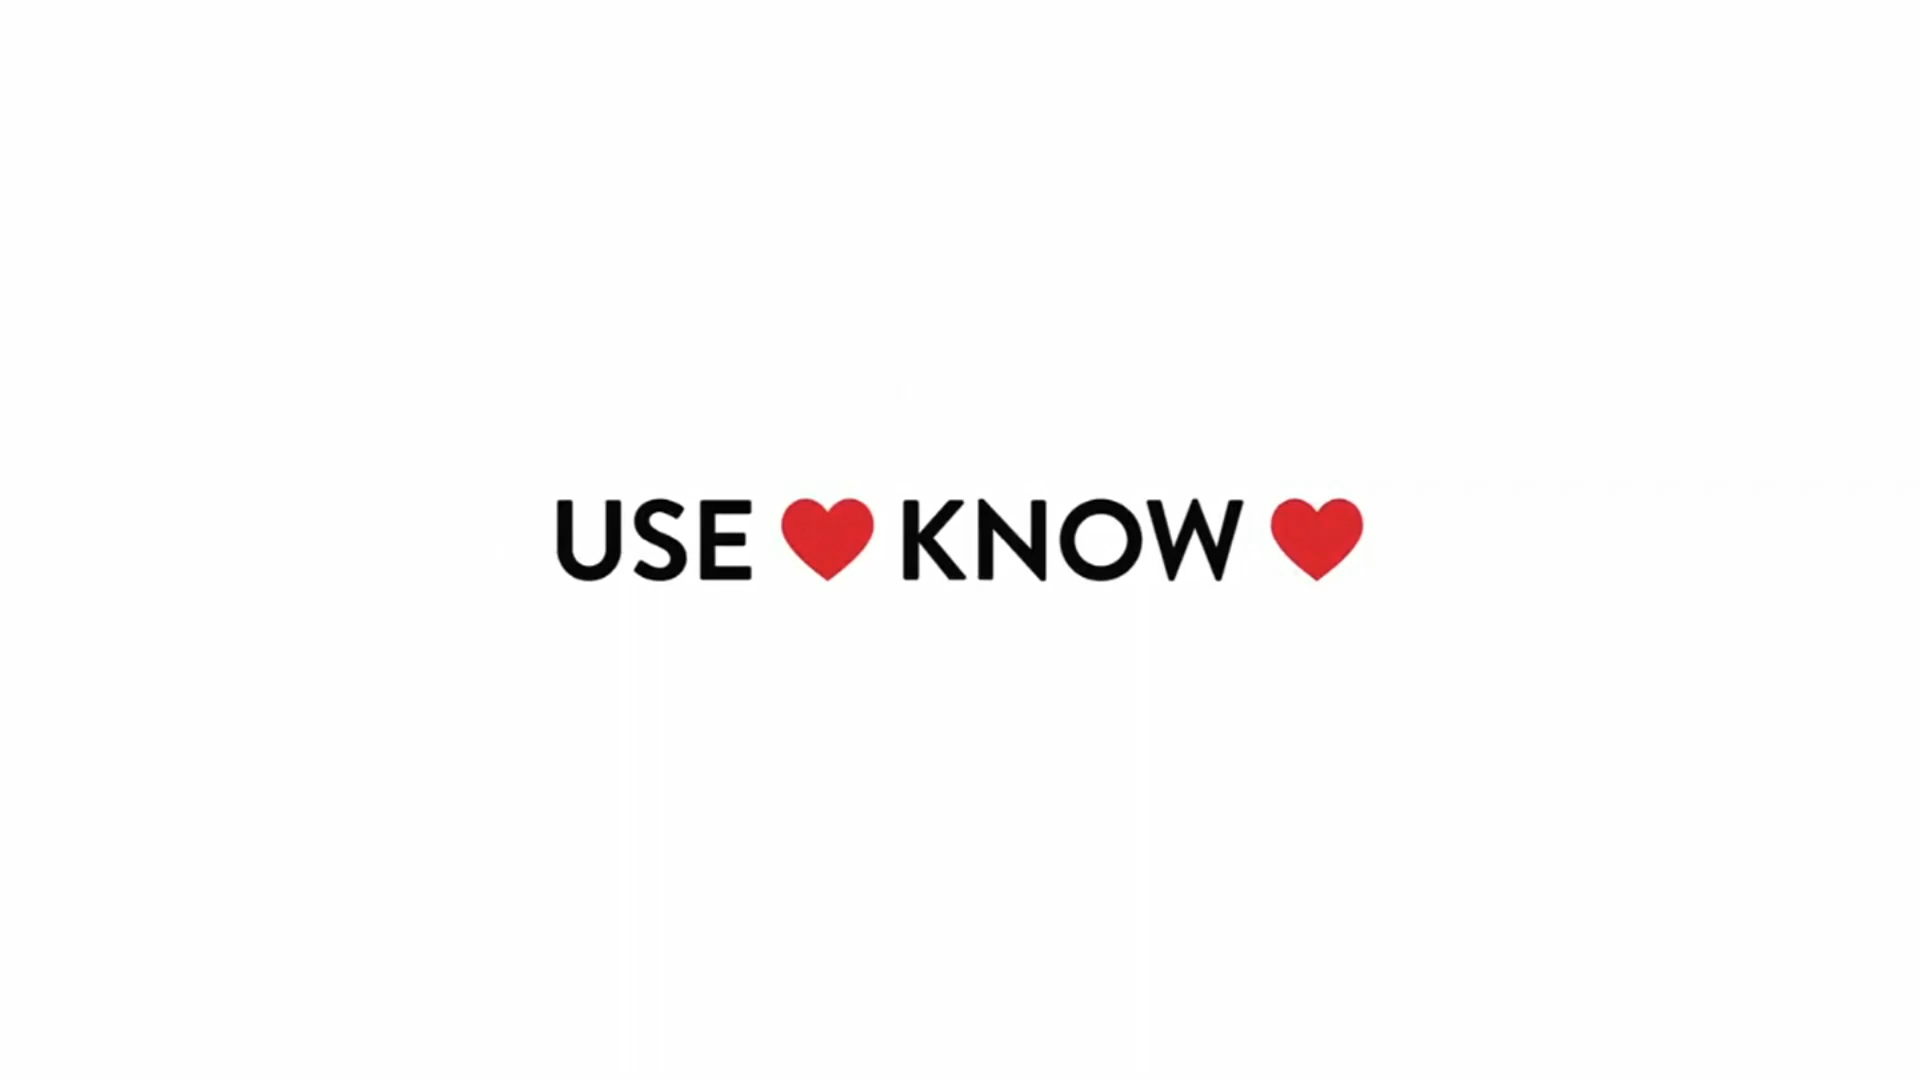 USE ❤ KNOW ❤